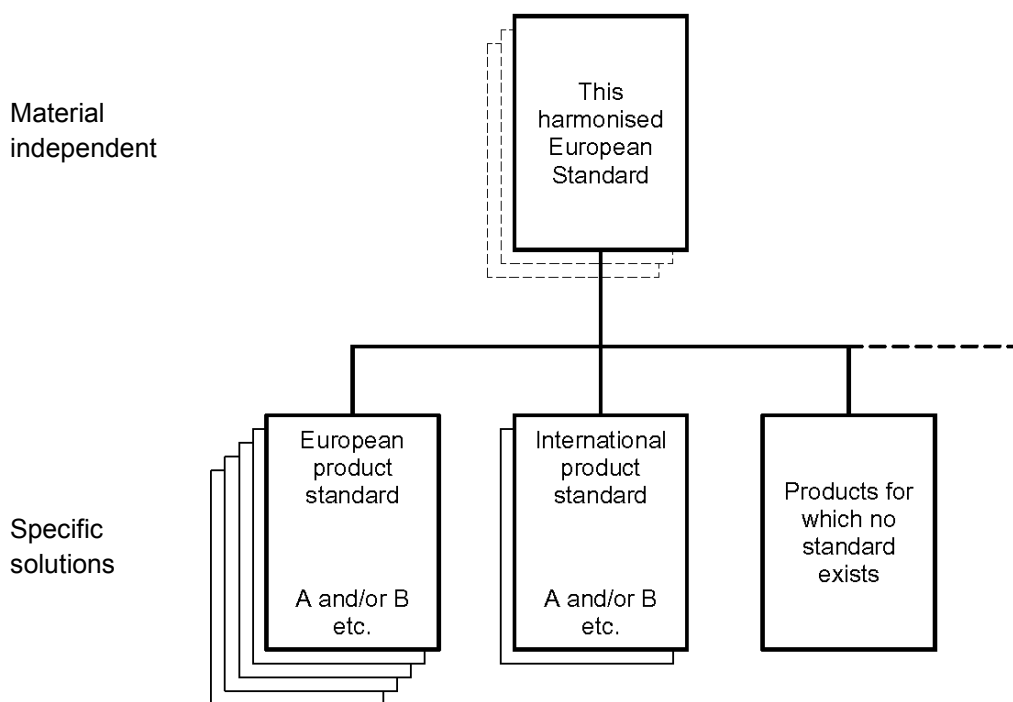 Material
independent
This
harmonised
European
Standard
European
product
standard
A and/or B
etc.
International
product
standard
A and/or B
etc.
Products for
which no
standard
exists
Specific
solutions